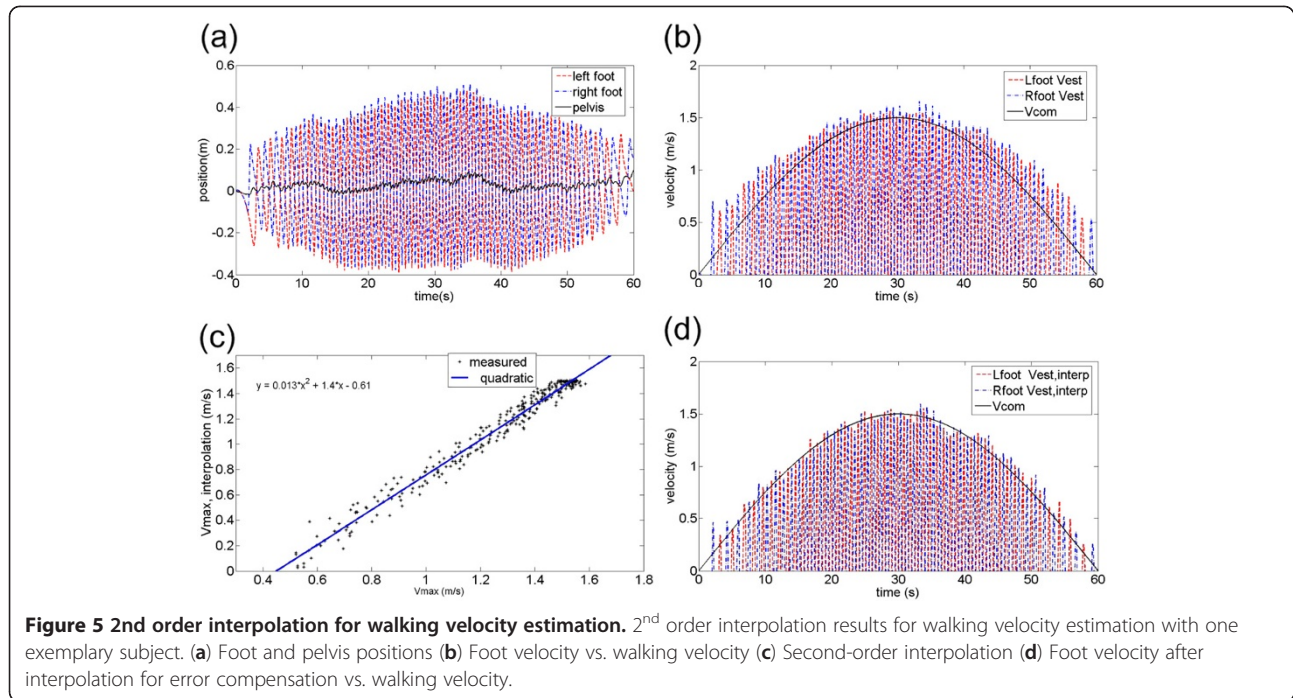 (a)
0.6
0.4
0.2
0
-0.2
-0.4
position(m)
0 10 20 30 40 50 60
time(s)
left foot
right foot
pelvis
(b)
2
1.5
1
0.5
0
velocity (m/s)
0 10 20 30 40 50 60
time (s)
Lfoot Vest
Rfoot Vest
Vcom
(c)
1.6
1.4
1.2
1
0.8
0.6
0.4
0.2
0
Vmax, interpolation (m/s)
0.4 0.6 0.8 1 1.2 1.4 1.6 1.8
Vmax (m/s)
measured
quadratic
y = 0.013*x² + 1.4*x - 0.61
(d)
2
1.5
1
0.5
0
velocity (m/s)
0 10 20 30 40 50 60
time (s)
Lfoot Vest,interp
Rfoot Vest,interp
Vcom
Figure 5 2nd order interpolation for walking velocity estimation. 2nd order interpolation results for walking velocity estimation with one
exemplary subject. (a) Foot and pelvis positions (b) Foot velocity vs. walking velocity (c) Second-order interpolation (d) Foot velocity after
interpolation for error compensation vs. walking velocity.